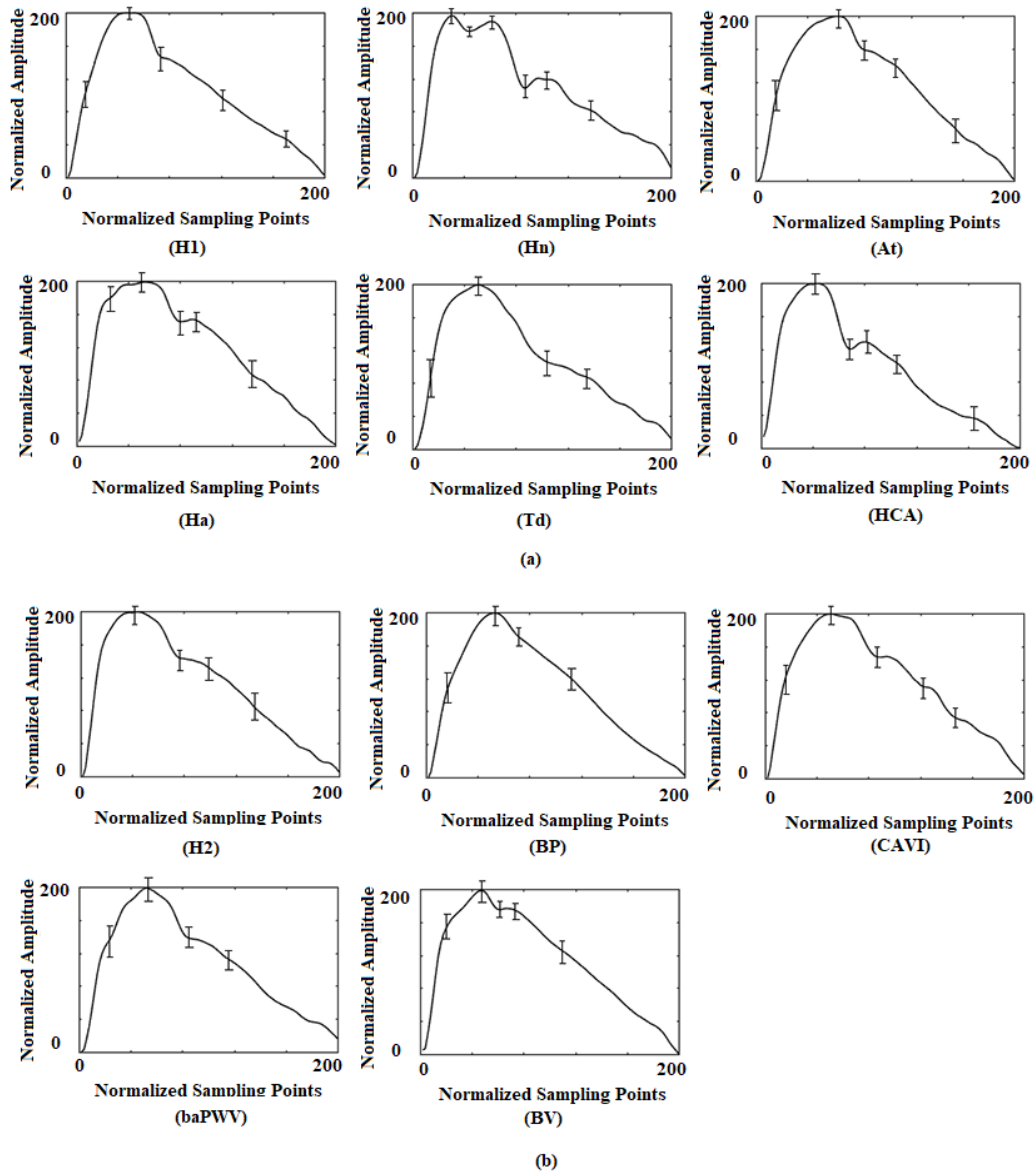 200
Normalized Amplitude
0
0
200
Normalized Sampling Points
(H1)
200
Normalized Amplitude
0
0
200
Normalized Sampling Points
(Hn)
200
Normalized Amplitude
0
0
200
Normalized Sampling Points
(At)
200
Normalized Amplitude
0
0
200
Normalized Sampling Points
(Ha)
200
Normalized Amplitude
0
0
200
Normalized Sampling Points
(Td)
200
Normalized Amplitude
0
0
200
Normalized Sampling Points
(HCA)
(a)
200
Normalized Amplitude
0
0
200
Normalized Sampling Points
(H2)
200
Normalized Amplitude
0
0
200
Normalized Sampling Points
(BP)
200
Normalized Amplitude
0
0
200
Normalized Sampling Points
(CAVI)
200
Normalized Amplitude
0
0
200
Normalized Sampling Points
(baPWV)
200
Normalized Amplitude
0
0
200
Normalized Sampling Points
(BV)
(b)